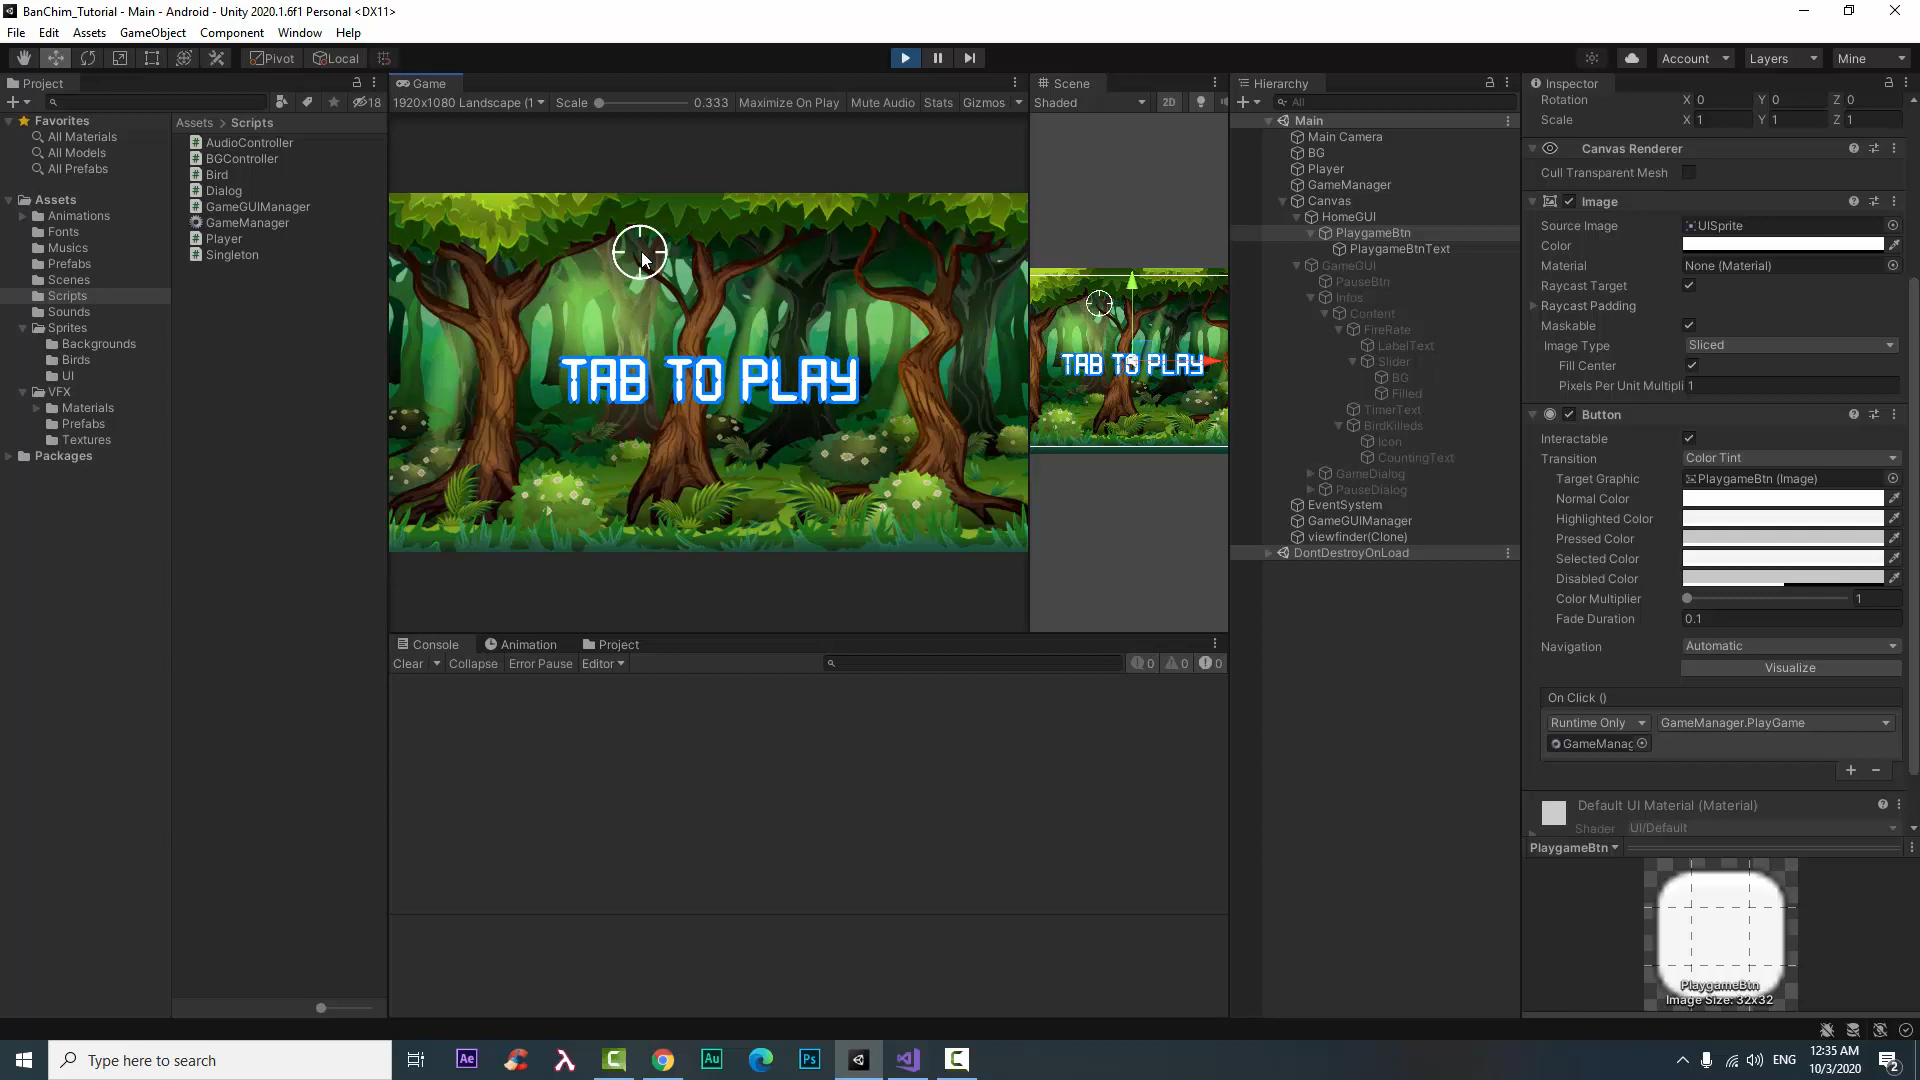 BanChim_Tutorial - Main - Android - Unity 2020.1.6f1 Personal <DX11>
File Edit Assets GameObject Component Window Help
Pivot Local Account Layers Mine
Project
18
Favorites
All Materials
All Models
All Prefabs
Assets
Animations
Fonts
Musics
Prefabs
Scenes
Scripts
Sounds
Sprites
Backgrounds
Birds
UI
VFX
Materials
Prefabs
Textures
Packages
Assets > Scripts
AudioController
BGController
Bird
Dialog
GameGUIManager
GameManager
Player
Singleton
Game
1920x1080 Landscape (1 Scale 0.333 Maximize On Play Mute Audio Stats Gizmos
TAB TO PLAY
Scene
Shaded 2D
TAB TO PLAY
Console Animation Project
Clear Collapse Error Pause Editor 0 0 0
Hierarchy
All
Main
Main Camera
BG
Player
GameManager
Canvas
HomeGUI
PlaygameBtn
PlaygameBtnText
GameGUI
PauseBtn
Infos
Content
FireRate
LabelText
Slider
BG
Filled
TimerText
BirdKilleds
Icon
CountingText
GameDialog
PauseDialog
EventSystem
GameGUIManager
viewfinder(Clone)
DontDestroyOnLoad
Inspector
Rotation X 0 Y 0 Z 0
Scale X 1 Y 1 Z 1
Canvas Renderer
Cull Transparent Mesh
Image
Source Image UISprite
Color
Material None (Material)
Raycast Target
Raycast Padding
Maskable
Image Type Sliced
Fill Center
Pixels Per Unit Multipli 1
Button
Interactable
Transition Color Tint
Target Graphic PlaygameBtn (Image)
Normal Color
Highlighted Color
Pressed Color
Selected Color
Disabled Color
Color Multiplier 1
Fade Duration 0.1
Navigation Automatic
Visualize
On Click ()
Runtime Only GameManager.PlayGame
GameManag
Default UI Material (Material)
Shader UI/Default
PlaygameBtn
PlaygameBtn
Image Size: 32x32
Type here to search
Ae
Au
Ps
ENG
12:35 AM
10/3/2020
2